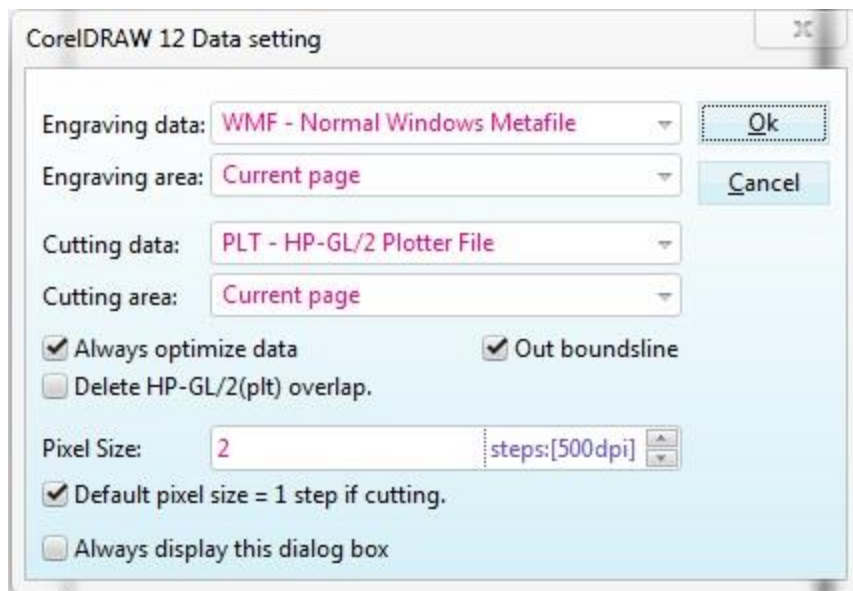 CorelDRAW 12 Data setting
Engraving data: WMF - Normal Windows Metafile
Ok
Engraving area: Current page
Cancel
Cutting data: PLT - HP-GL/2 Plotter File
Cutting area: Current page
Always optimize data
Out boundsline
Delete HP-GL/2(plt) overlap.
Pixel Size: 2 steps:[500dpi]
Default pixel size = 1 step if cutting.
Always display this dialog box